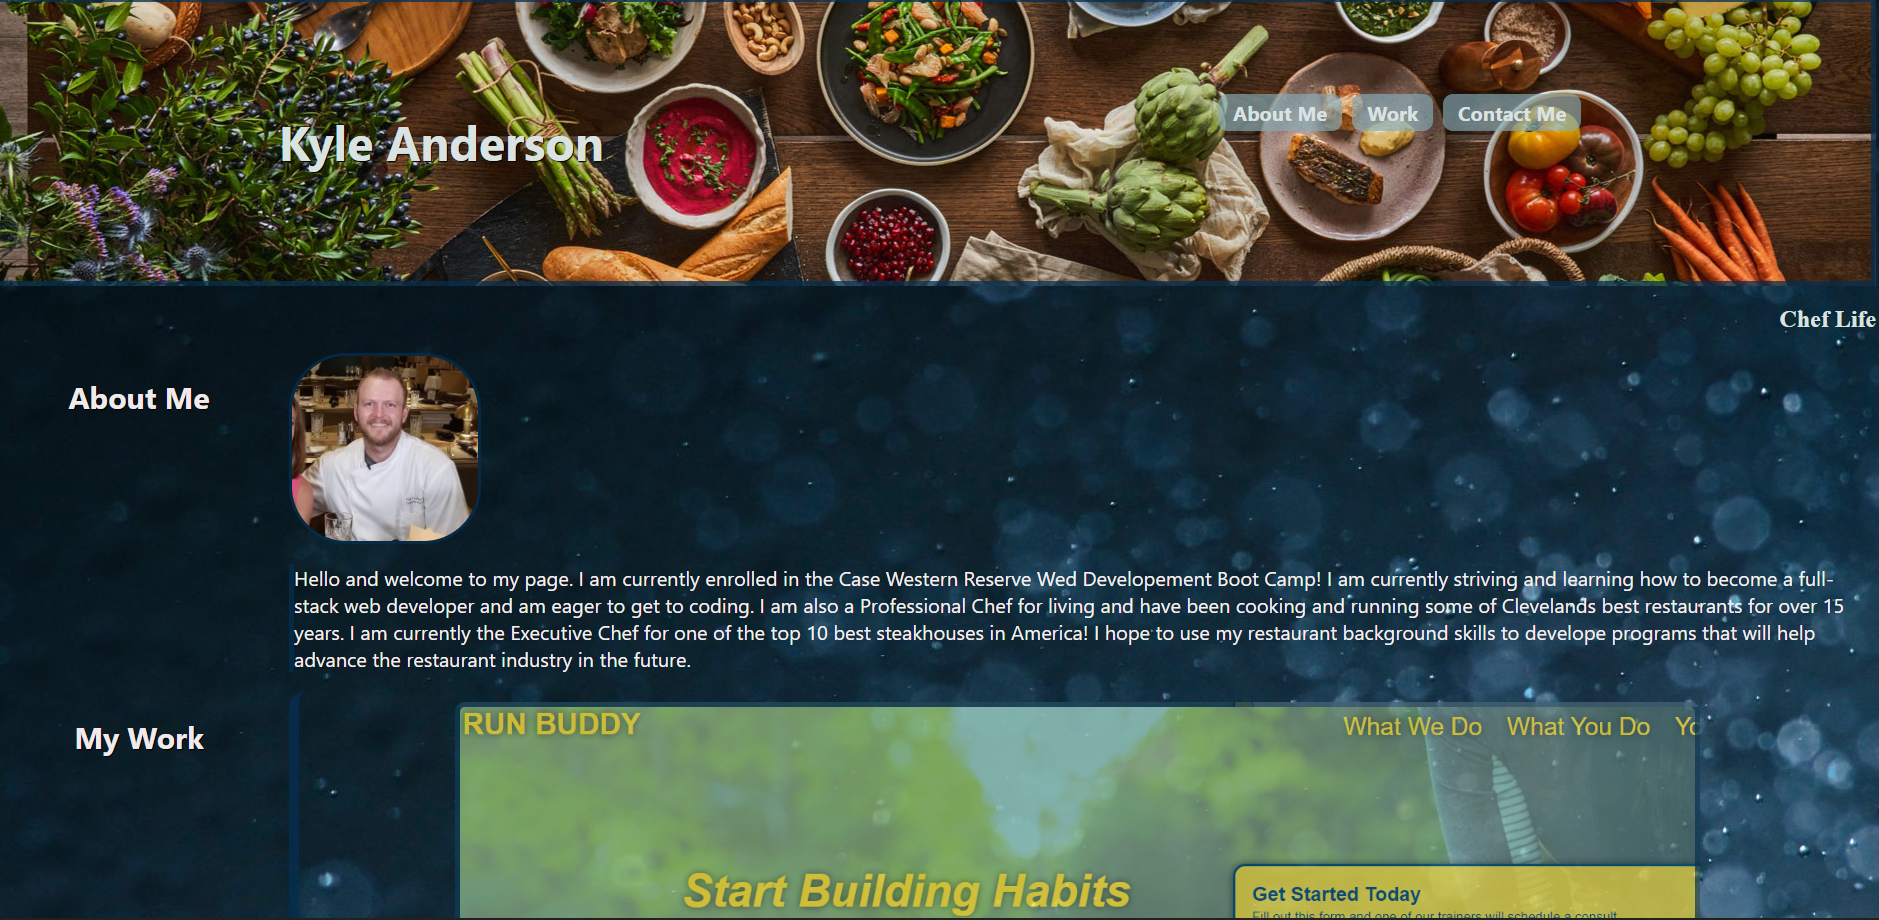 Kyle Anderson
About Me
Work
Contact Me
Chef Life
About Me
Hello and welcome to my page. I am currently enrolled in the Case Western Reserve Wed Developement Boot Camp! I am currently striving and learning how to become a full-
stack web developer and am eager to get to coding. I am also a Professional Chef for living and have been cooking and running some of Clevelands best restaurants for over 15
years. I am currently the Executive Chef for one of the top 10 best steakhouses in America! I hope to use my restaurant background skills to develope programs that will help
advance the restaurant industry in the future.
My Work
RUN BUDDY
What We Do
What You Do
Yo
Start Building Habits
Get Started Today
Fill out this form and one of our trainers will schedule a consult